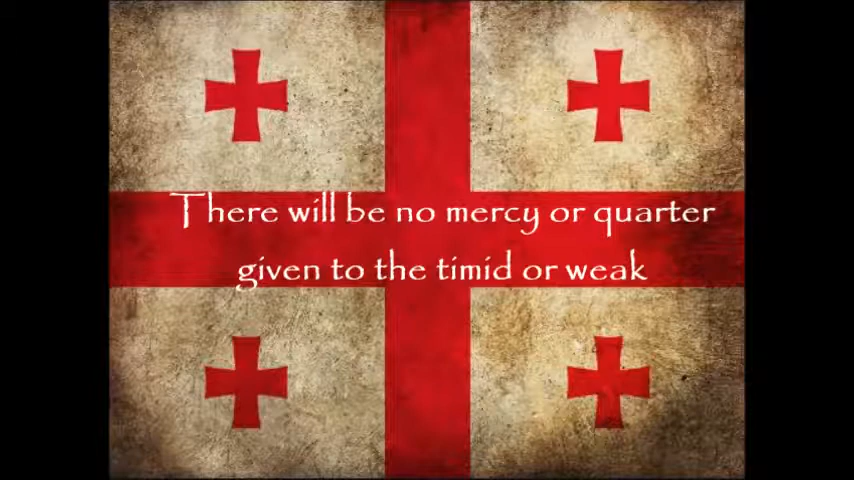 There will be no mercy or quarter
given to the timid or weak